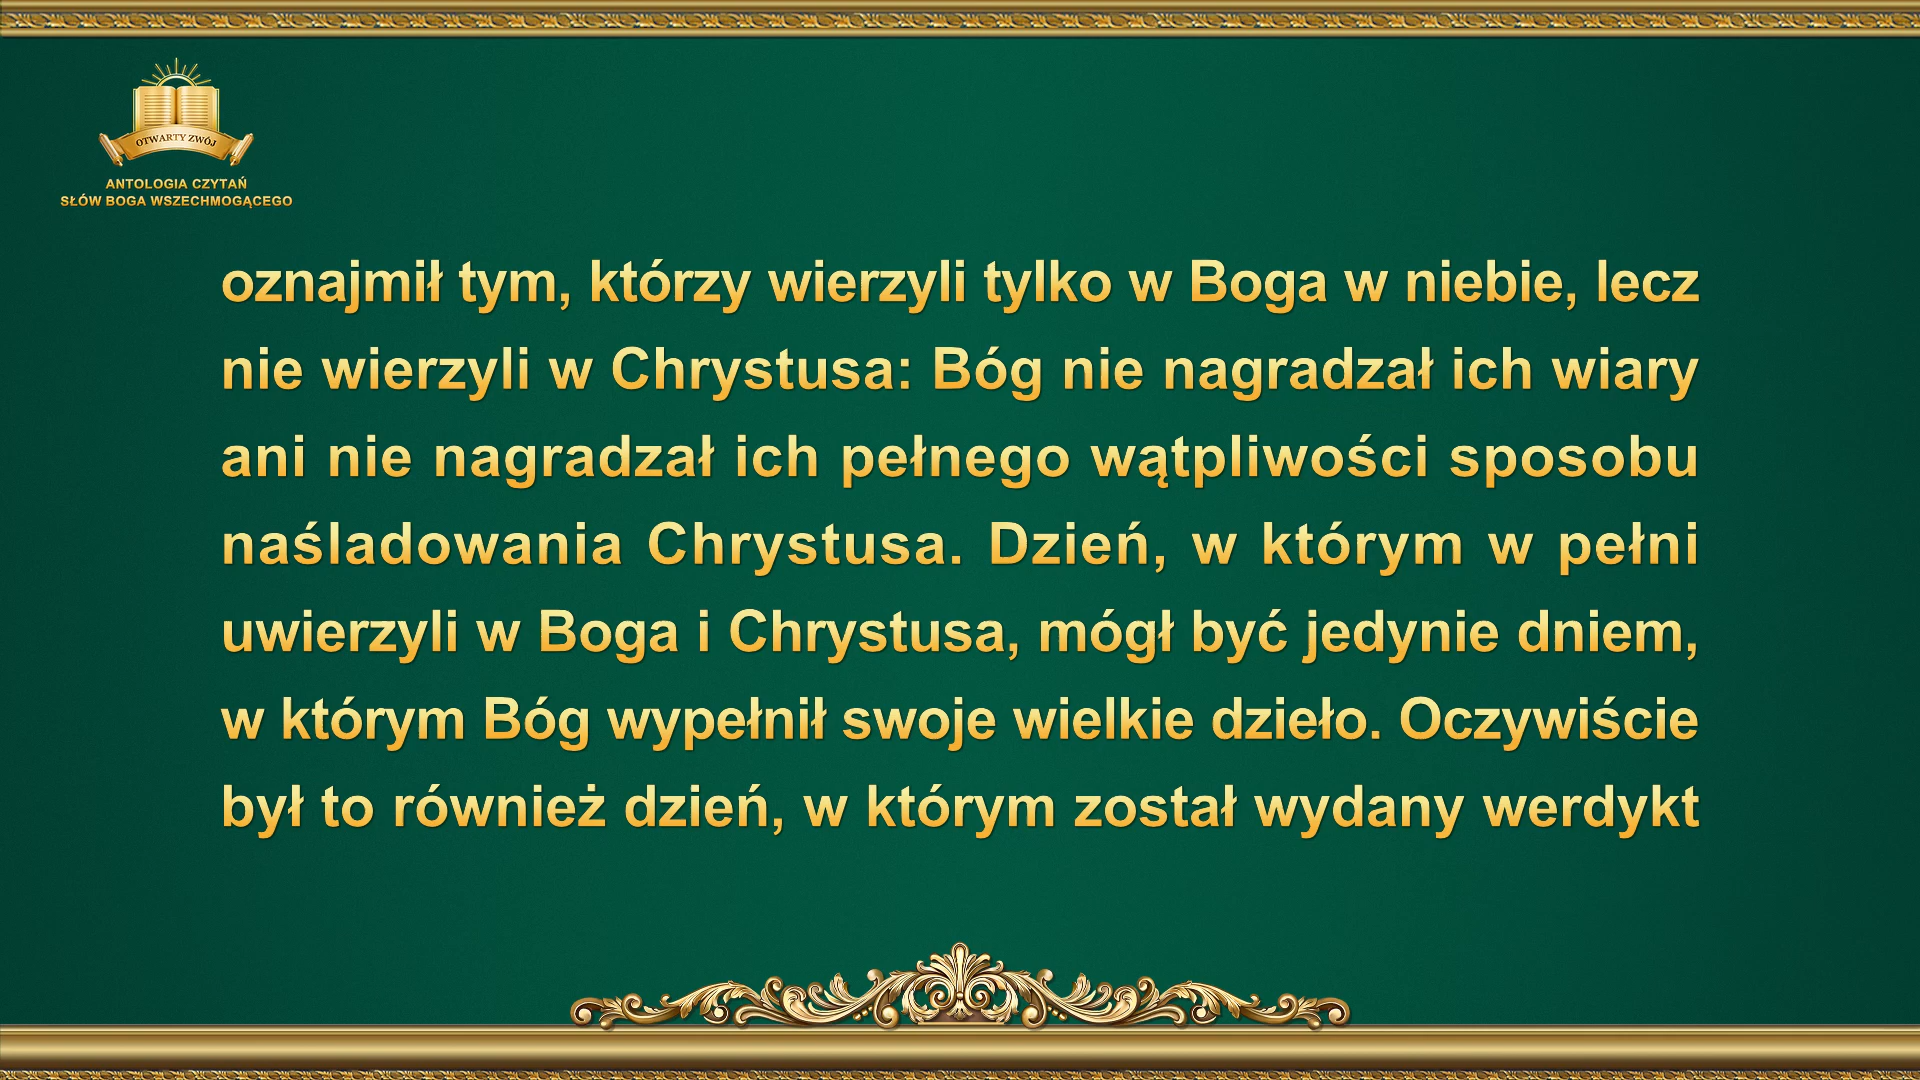 OTWARTY ZWÓJ
ANTOLOGIA CZYTAŃ
SŁÓW BOGA WSZECHMOGĄCEGO
oznajmił tym, którzy wierzyli tylko w Boga w niebie, lecz
nie wierzyli w Chrystusa: Bóg nie nagradzał ich wiary
ani nie nagradzał ich pełnego wątpliwości sposobu
naśladowania Chrystusa. Dzień, w którym w pełni
uwierzyli w Boga i Chrystusa, mógł być jedynie dniem,
w którym Bóg wypełnił swoje wielkie dzieło. Oczywiście
był to również dzień, w którym został wydany werdykt